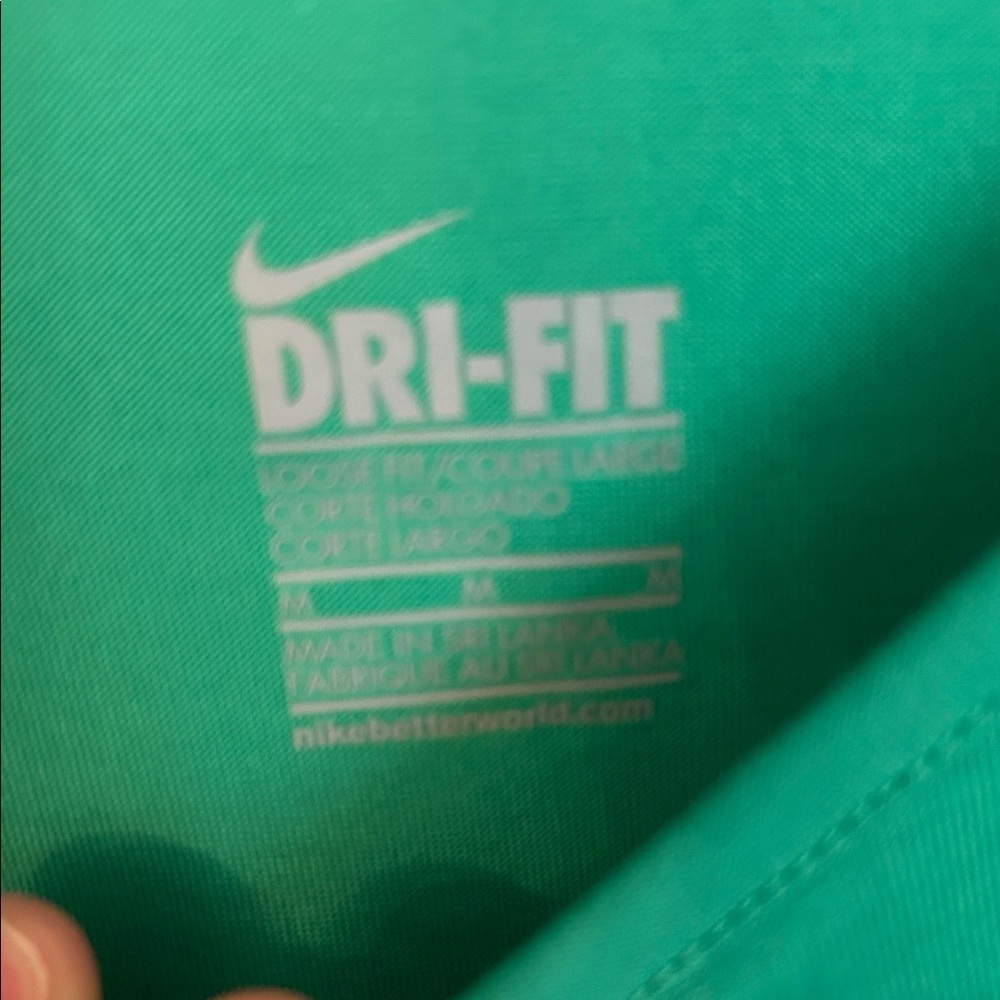 DRI-FIT
LOOSE FIT/COUPE LARGE
CORTE HOLGADO
CORTE LARGO
M M M
MADE IN SRI LANKA
FABRIQUÉ AU SRI LANKA
nikebetterworld.com